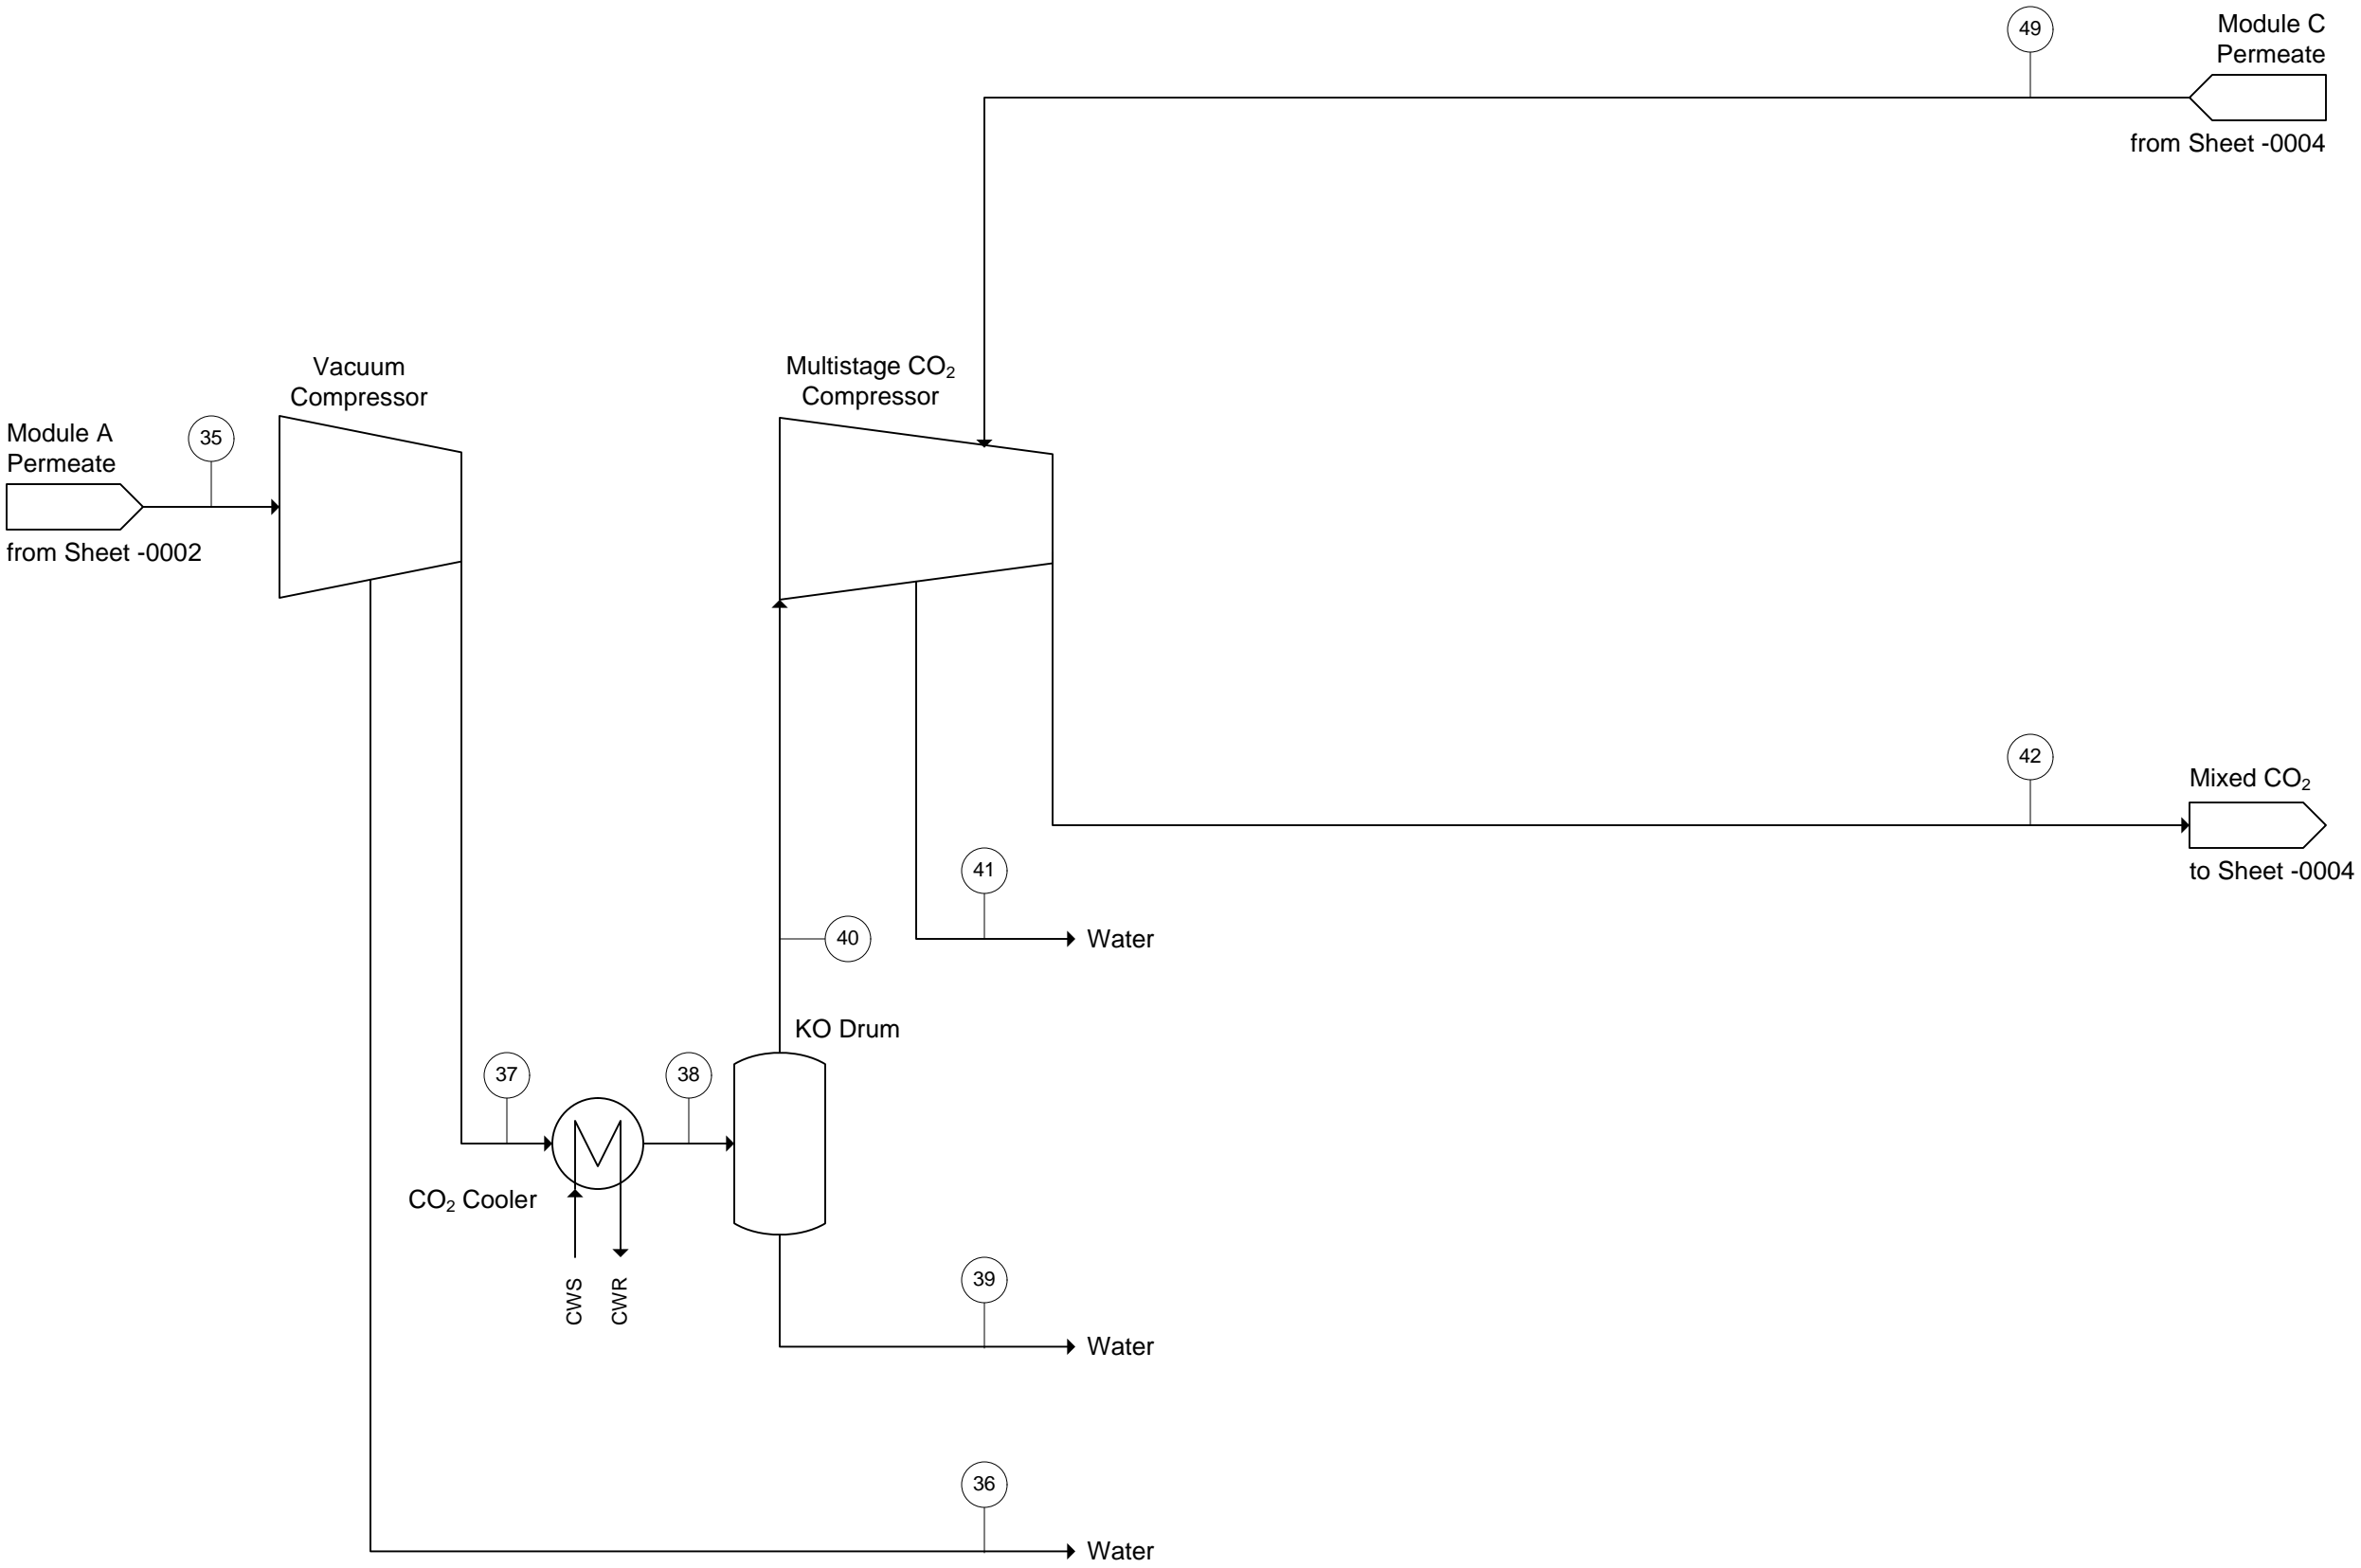 49
Module C
Permeate
from Sheet -0004
Vacuum
Compressor
Multistage CO₂
Compressor
Module A
Permeate
35
from Sheet -0002
42
Mixed CO₂
to Sheet -0004
41
40
Water
KO Drum
37
38
CO₂ Cooler
CWS
CWR
39
Water
36
Water